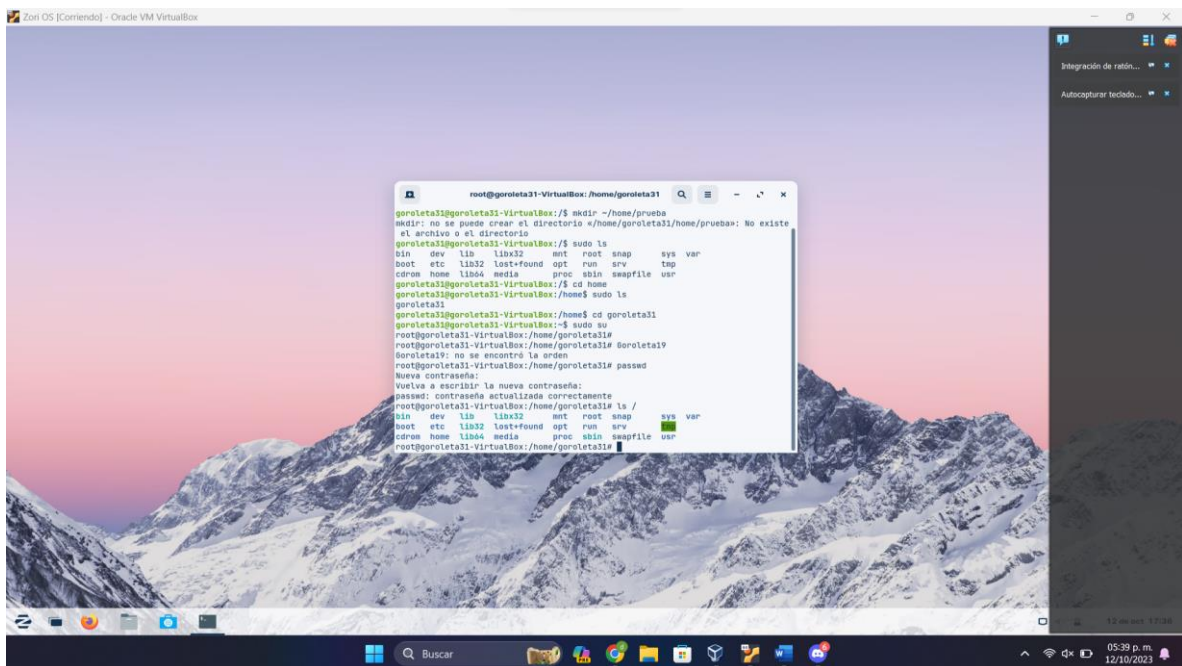 Zori OS [Corriendo] - Oracle VM VirtualBox
Integración de ratón...
Autocapturar teclado...
root@goroleta31-VirtualBox: /home/goroleta31
goroleta31@goroleta31-VirtualBox:/$ mkdir ~/home/prueba
mkdir: no se puede crear el directorio «/home/goroleta31/home/prueba»: No existe
el archivo o el directorio
goroleta31@goroleta31-VirtualBox:/$ sudo ls
bin dev lib libx32 mnt root snap sys var
boot etc lib32 lost+found opt run srv tmp
cdrom home lib64 media proc sbin swapfile usr
goroleta31@goroleta31-VirtualBox:/$ cd home
goroleta31@goroleta31-VirtualBox:/home$ sudo ls
goroleta31
goroleta31@goroleta31-VirtualBox:/home$ cd goroleta31
goroleta31@goroleta31-VirtualBox:~$ sudo su
root@goroleta31-VirtualBox:/home/goroleta31#
root@goroleta31-VirtualBox:/home/goroleta31# Goroleta19
Goroleta19: no se encontró la orden
root@goroleta31-VirtualBox:/home/goroleta31# passwd
Nueva contraseña:
Vuelva a escribir la nueva contraseña:
passwd: contraseña actualizada correctamente
root@goroleta31-VirtualBox:/home/goroleta31# ls /
bin dev lib libx32 mnt root snap sys var
boot etc lib32 lost+found opt run srv tmp
cdrom home lib64 media proc sbin swapfile usr
root@goroleta31-VirtualBox:/home/goroleta31#
12 de oct 17:38
Buscar
05:39 p. m.
12/10/2023